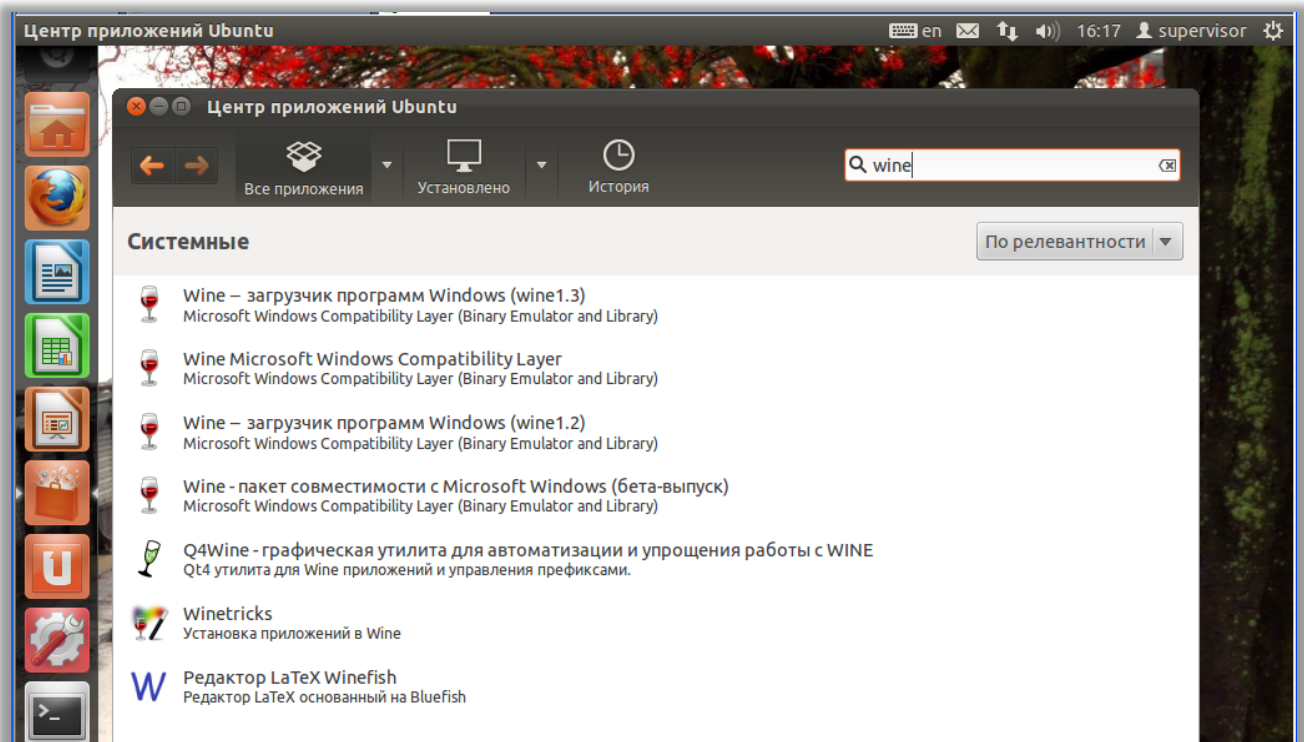 Центр приложений Ubuntu
en 16:17 supervisor
Центр приложений Ubuntu
Все приложения
Установлено
История
wine
Системные
По релевантности
Wine – загрузчик программ Windows (wine1.3)
Microsoft Windows Compatibility Layer (Binary Emulator and Library)
Wine Microsoft Windows Compatibility Layer
Microsoft Windows Compatibility Layer (Binary Emulator and Library)
Wine – загрузчик программ Windows (wine1.2)
Microsoft Windows Compatibility Layer (Binary Emulator and Library)
Wine - пакет совместимости с Microsoft Windows (бета-выпуск)
Microsoft Windows Compatibility Layer (Binary Emulator and Library)
Q4Wine - графическая утилита для автоматизации и упрощения работы с WINE
Qt4 утилита для Wine приложений и управления префиксами.
Winetricks
Установка приложений в Wine
Редактор LaTeX Winefish
Редактор LaTeX основанный на Bluefish